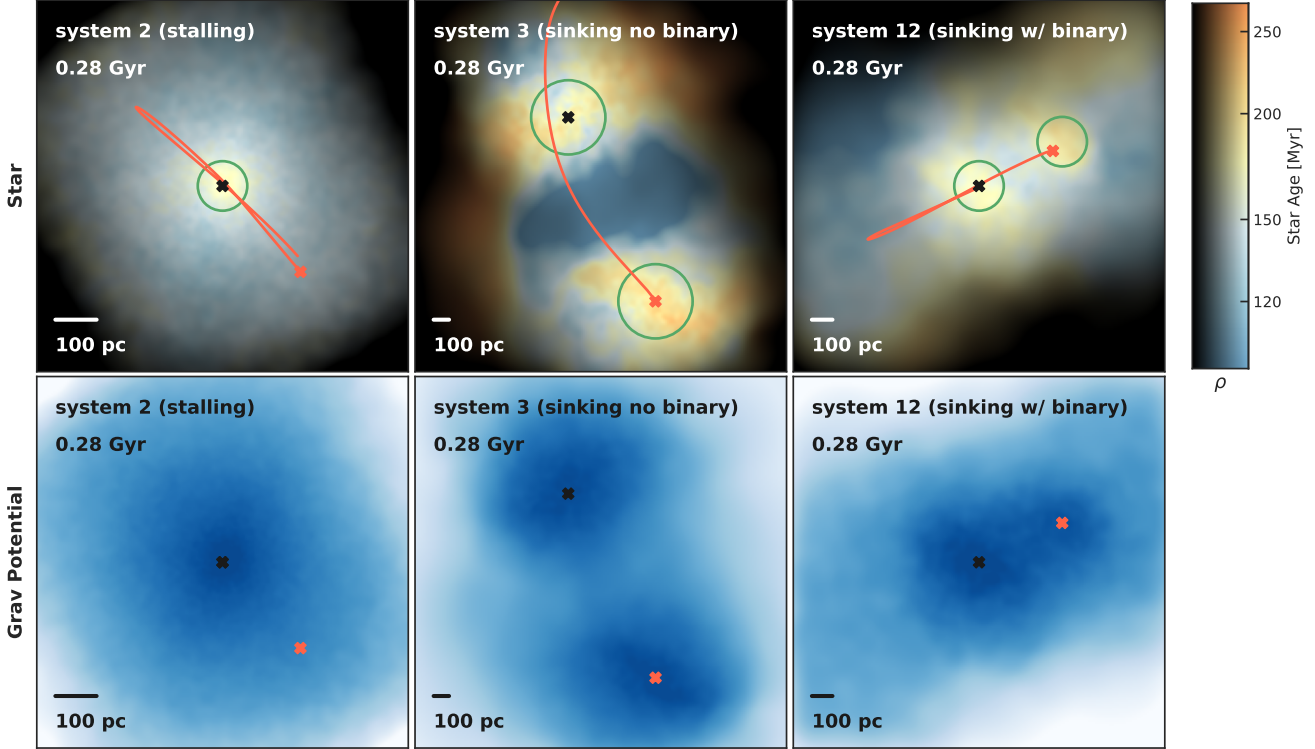 Star
system 2 (stalling)
0.28 Gyr
100 pc
system 3 (sinking no binary)
0.28 Gyr
100 pc
system 12 (sinking w/ binary)
0.28 Gyr
100 pc
250
200
150
120
Star Age [Myr]
ρ
Grav Potential
system 2 (stalling)
0.28 Gyr
100 pc
system 3 (sinking no binary)
0.28 Gyr
100 pc
system 12 (sinking w/ binary)
0.28 Gyr
100 pc